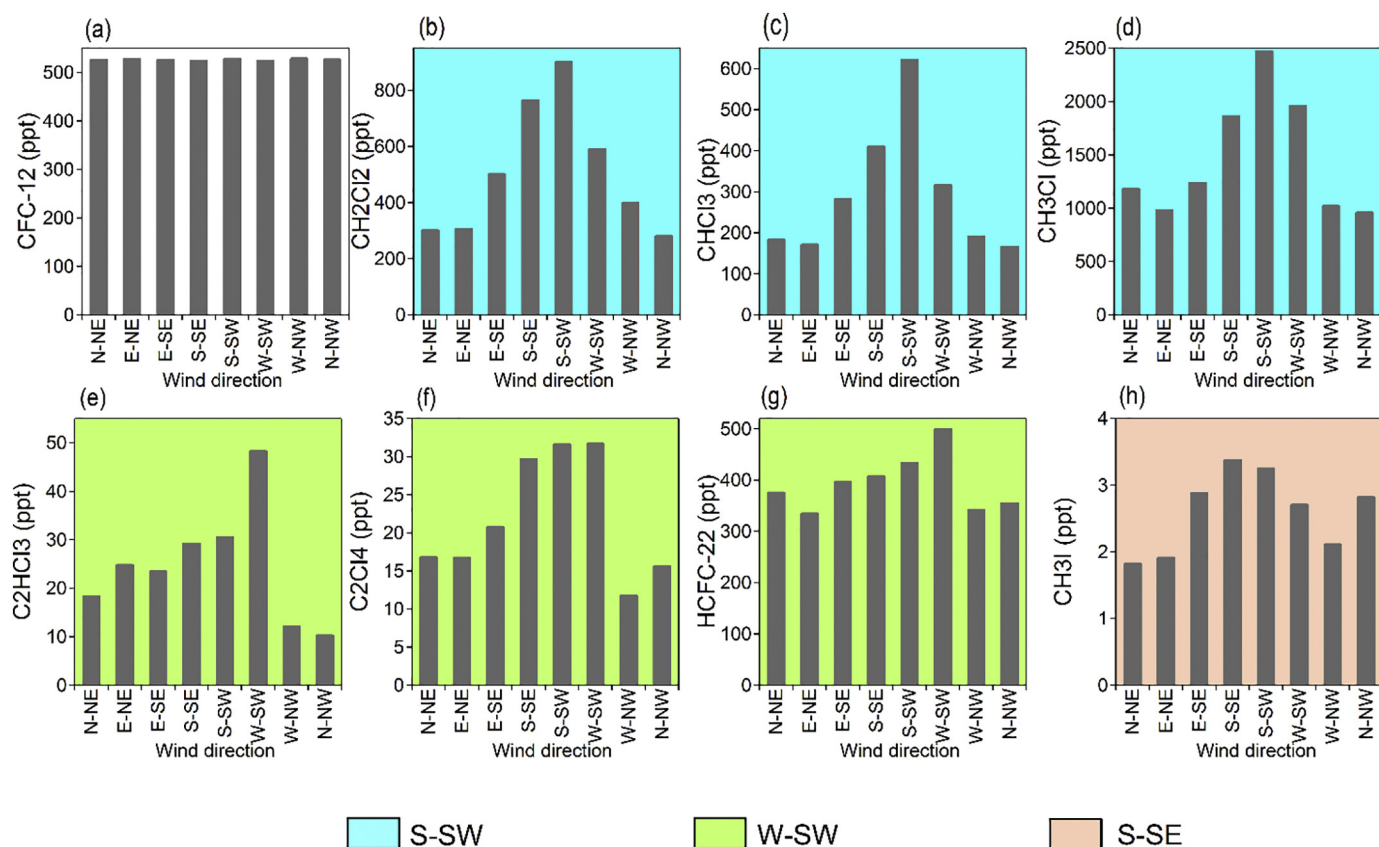 (a)
CFC-12 (ppt)
500
400
300
200
100
0
N-NE
E-NE
E-SE
S-SE
S-SW
W-SW
W-NW
N-NW
Wind direction
(b)
CH2Cl2 (ppt)
800
600
400
200
0
N-NE
E-NE
E-SE
S-SE
S-SW
W-SW
W-NW
N-NW
Wind direction
(c)
CHCl3 (ppt)
600
500
400
300
200
100
0
N-NE
E-NE
E-SE
S-SE
S-SW
W-SW
W-NW
N-NW
Wind direction
(d)
CH3Cl (ppt)
2500
2000
1500
1000
500
0
N-NE
E-NE
E-SE
S-SE
S-SW
W-SW
W-NW
N-NW
Wind direction
(e)
C2HCl3 (ppt)
50
40
30
20
10
0
N-NE
E-NE
E-SE
S-SE
S-SW
W-SW
W-NW
N-NW
Wind direction
(f)
C2Cl4 (ppt)
35
30
25
20
15
10
5
0
N-NE
E-NE
E-SE
S-SE
S-SW
W-SW
W-NW
N-NW
Wind direction
(g)
HCFC-22 (ppt)
500
400
300
200
100
0
N-NE
E-NE
E-SE
S-SE
S-SW
W-SW
W-NW
N-NW
Wind direction
(h)
CH3I (ppt)
4
3
2
1
0
N-NE
E-NE
E-SE
S-SE
S-SW
W-SW
W-NW
N-NW
Wind direction
S-SW
W-SW
S-SE